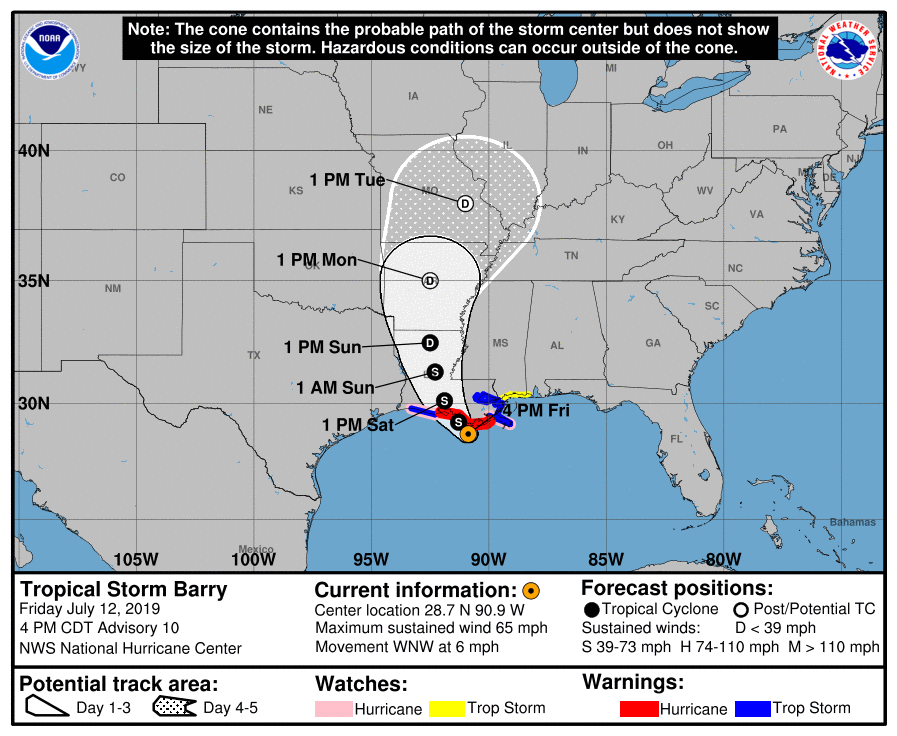 Note: The cone contains the probable path of the storm center but does not show
the size of the storm. Hazardous conditions can occur outside of the cone.
NOAA
NATIONAL WEATHER SERVICE
WY
IA
MI
NE
PA
40N
IL
IN
OH
NJ
MD
DE
CO
KS
1 PM Tue
MO
WV
VA
KY
1 PM Mon
OK
TN
NC
35N
NM
SC
1 PM Sun
MS
AL
GA
TX
1 AM Sun
30N
4 PM Fri
1 PM Sat
FL
Bahamas
Mexico
105W
100W
95W
90W
85W
80W
D
D
D
S
S
S
Tropical Storm Barry
Friday July 12, 2019
4 PM CDT Advisory 10
NWS National Hurricane Center
Current information:
Center location 28.7 N 90.9 W
Maximum sustained wind 65 mph
Movement WNW at 6 mph
Forecast positions:
Tropical Cyclone Post/Potential TC
Sustained winds: D < 39 mph
S 39-73 mph H 74-110 mph M > 110 mph
Potential track area:
Day 1-3 Day 4-5
Watches:
Hurricane Trop Storm
Warnings:
Hurricane Trop Storm